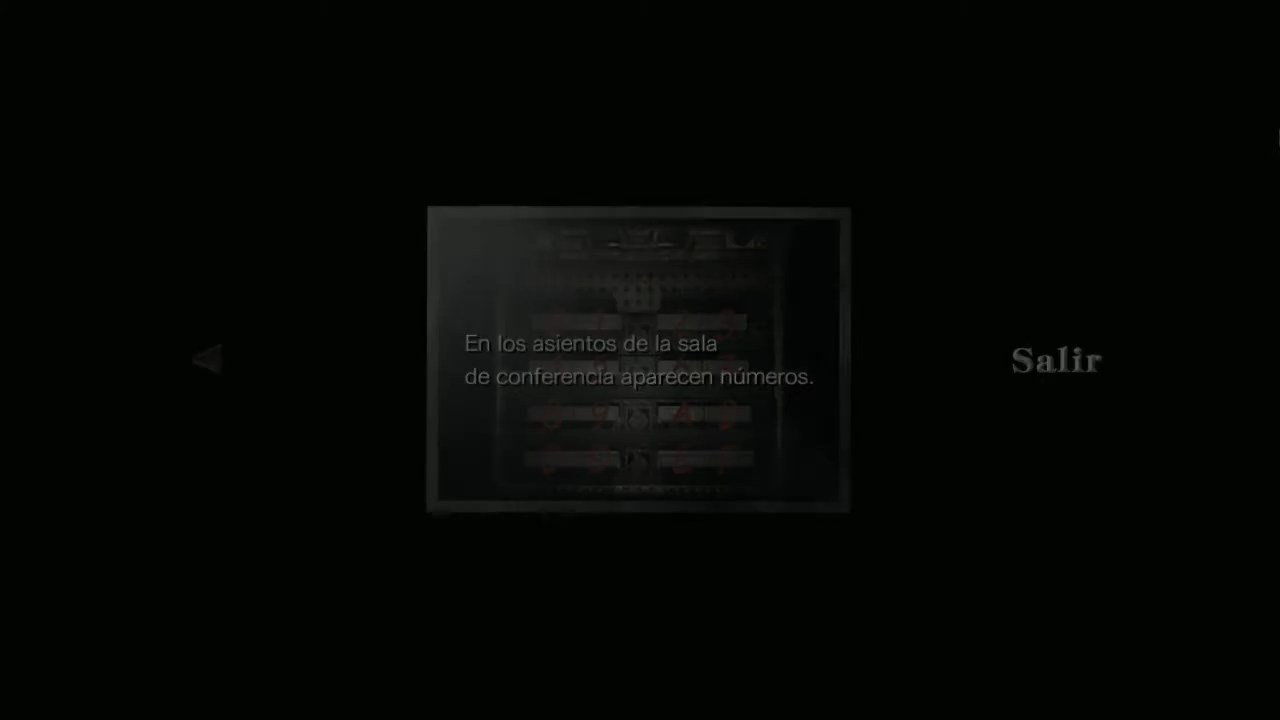 En los asientos de la sala
de conferencia aparecen números.
Salir